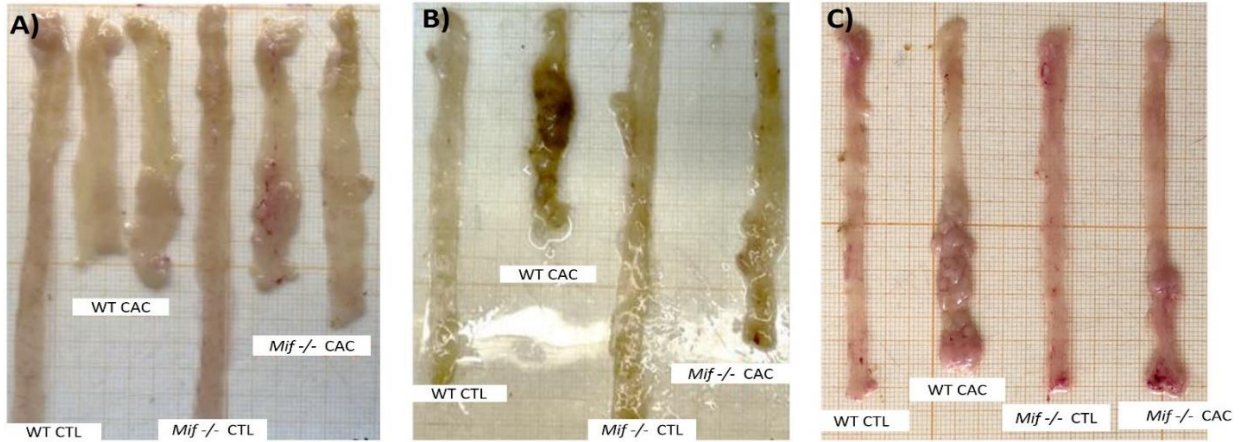 A)
WT CAC
Mif -/- CAC
WT CTL
Mif -/- CTL
B)
WT CAC
Mif -/- CAC
WT CTL
Mif -/- CTL
C)
WT CAC
WT CTL
Mif -/- CTL
Mif -/- CAC